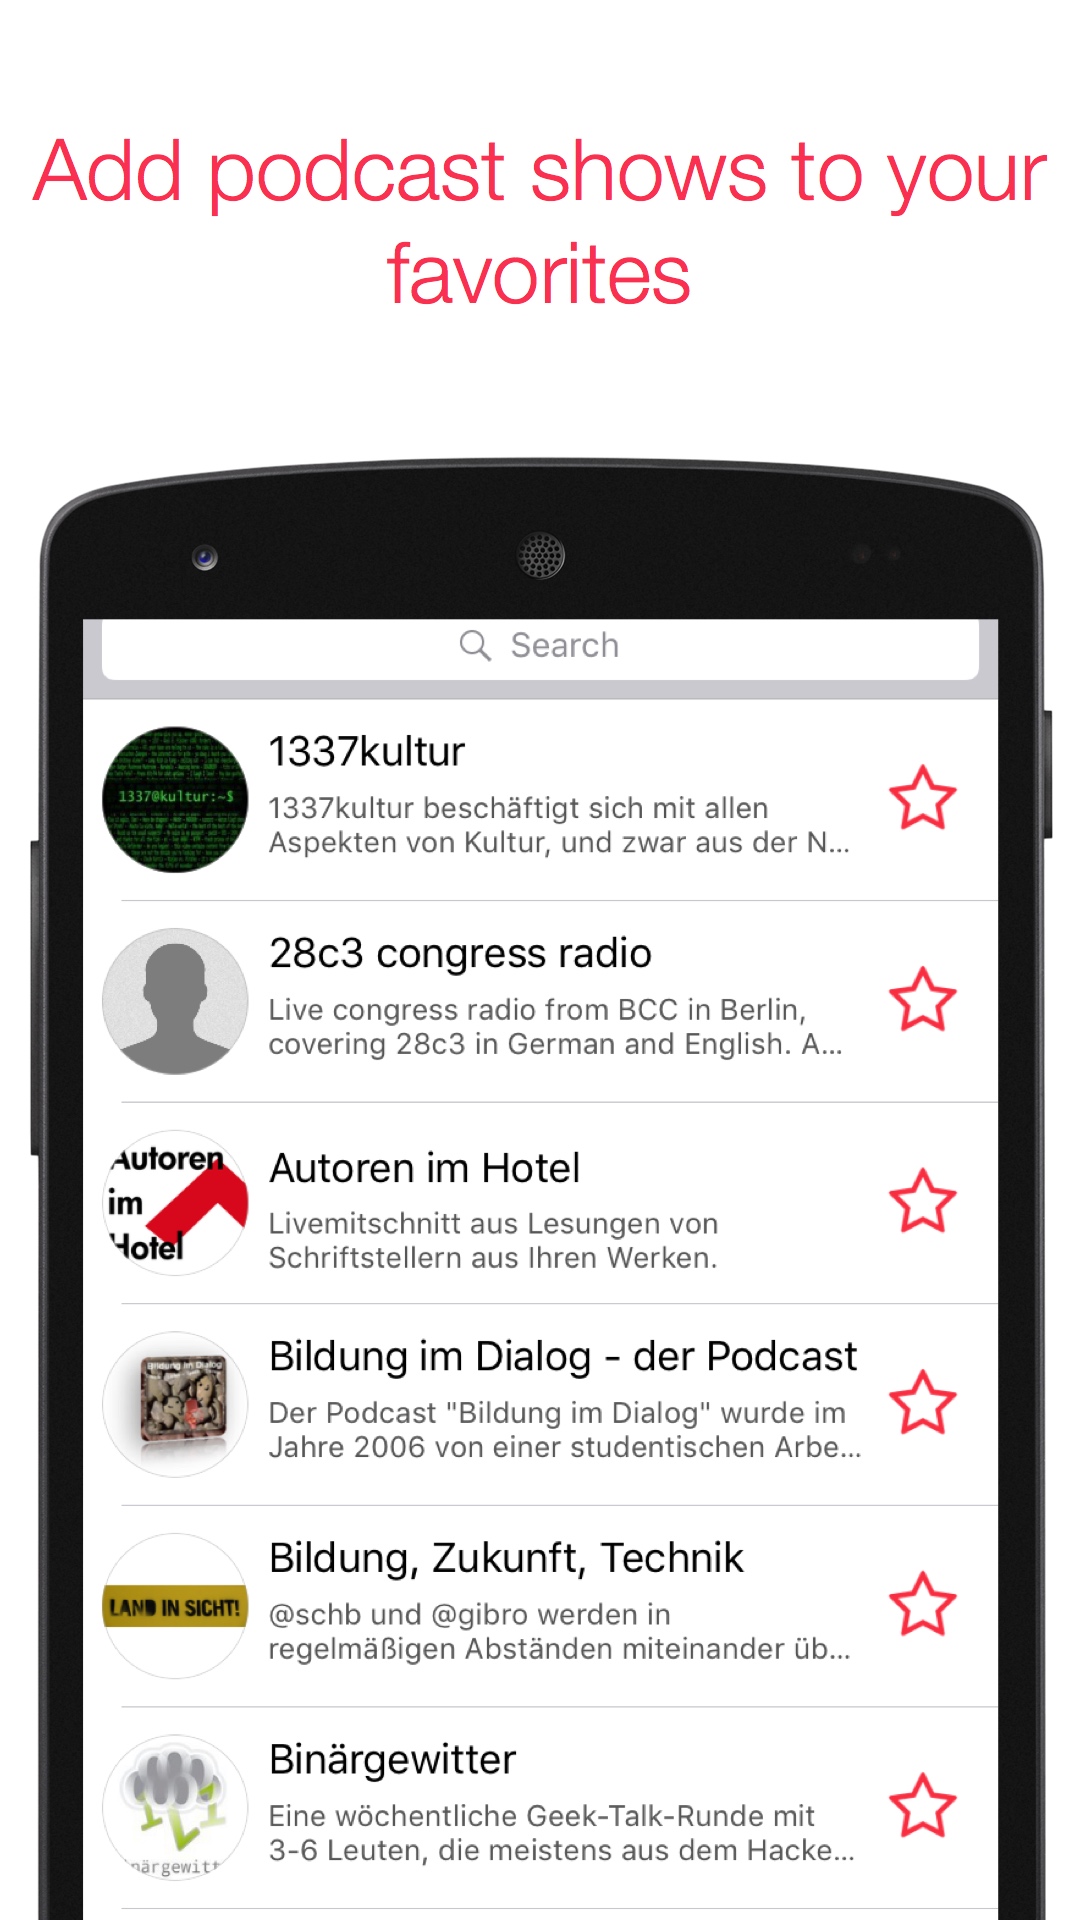 Add podcast shows to your
favorites
Search
1337@kultur:~$
1337kultur
1337kultur beschäftigt sich mit allen
Aspekten von Kultur, und zwar aus der N...
28c3 congress radio
Live congress radio from BCC in Berlin,
covering 28c3 in German and English. A...
Autoren
im
Hotel
Autoren im Hotel
Livemitschnitt aus Lesungen von
Schriftstellern aus Ihren Werken.
Bildung im Dialog
Bildung im Dialog - der Podcast
Der Podcast "Bildung im Dialog" wurde im
Jahre 2006 von einer studentischen Arbe...
LAND IN SICHT!
Bildung, Zukunft, Technik
@schb und @gibro werden in
regelmäßigen Abständen miteinander üb...
närgewitt
Binärgewitter
Eine wöchentliche Geek-Talk-Runde mit
3-6 Leuten, die meistens aus dem Hacke...